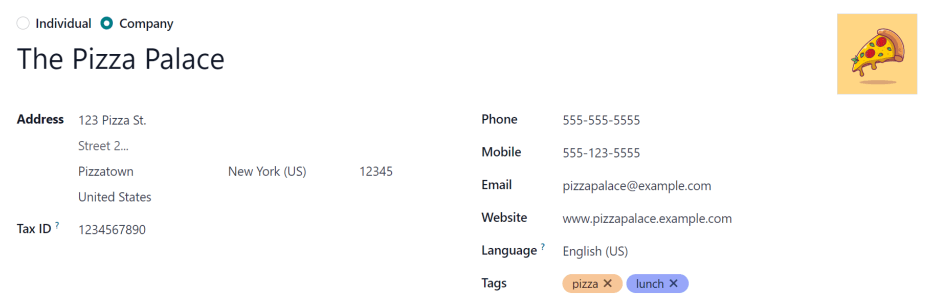 Individual Company
The Pizza Palace
Address 123 Pizza St.
Street 2...
Pizzatown New York (US) 12345
United States
Tax ID ? 1234567890
Phone 555-555-5555
Mobile 555-123-5555
Email pizzapalace@example.com
Website www.pizzapalace.example.com
Language ? English (US)
Tags pizza × lunch ×